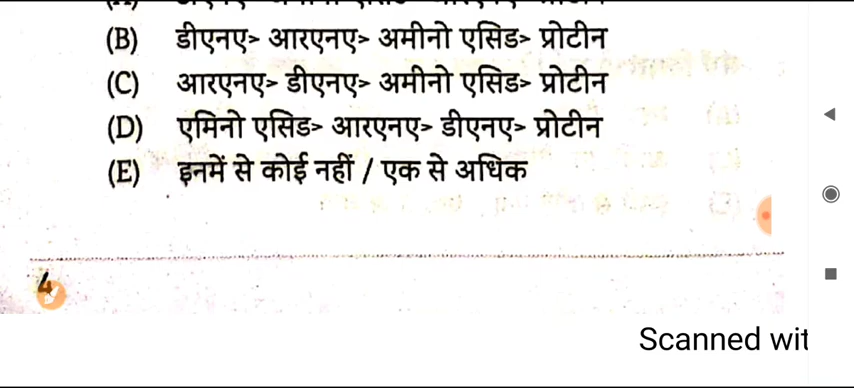 (B) डीएनए> आरएनए> अमीनो एसिड> प्रोटीन
(C) आरएनए> डीएनए> अमीनो एसिड> प्रोटीन
(D) एमिनो एसिड> आरएनए> डीएनए> प्रोटीन
(E) इनमें से कोई नहीं / एक से अधिक
4
Scanned wit